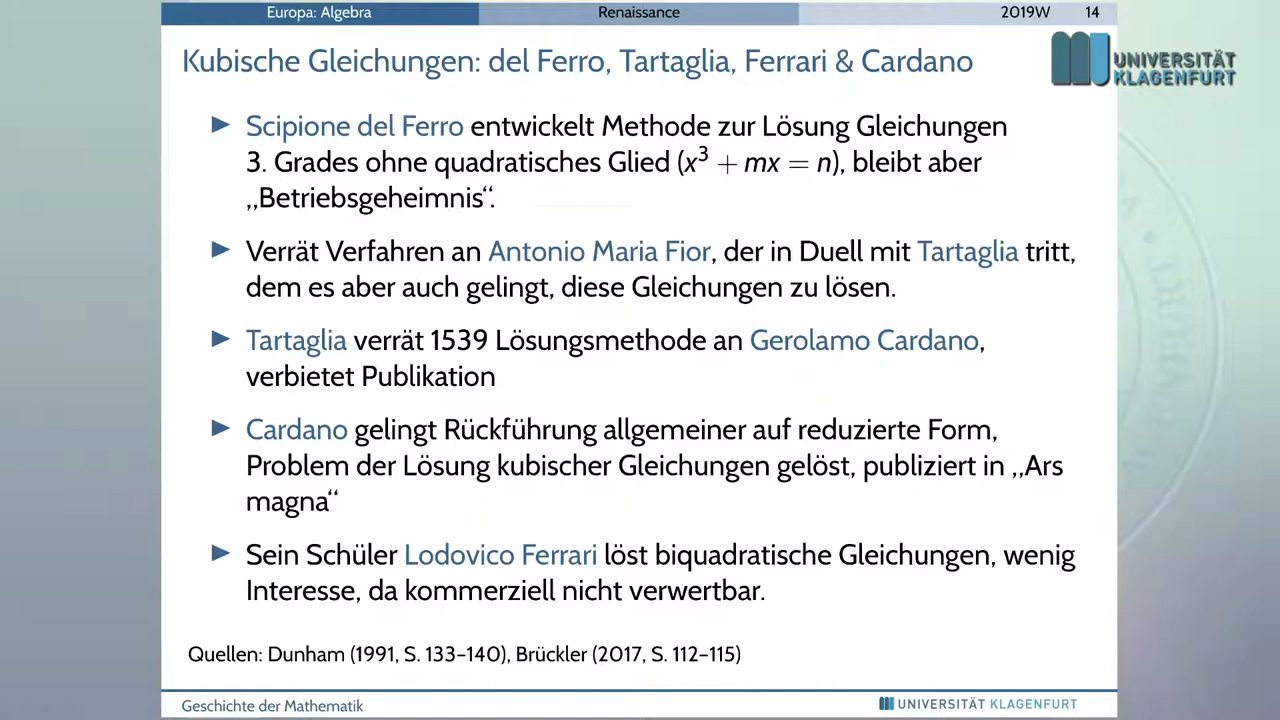 Europa: Algebra Renaissance 2019W 14
Kubische Gleichungen: del Ferro, Tartaglia, Ferrari & Cardano
UNIVERSITÄT
KLAGENFURT
▶ Scipione del Ferro entwickelt Methode zur Lösung Gleichungen
3. Grades ohne quadratisches Glied (x³ + mx = n), bleibt aber
„Betriebsgeheimnis“.
▶ Verrät Verfahren an Antonio Maria Fior, der in Duell mit Tartaglia tritt,
dem es aber auch gelingt, diese Gleichungen zu lösen.
▶ Tartaglia verrät 1539 Lösungsmethode an Gerolamo Cardano,
verbietet Publikation
▶ Cardano gelingt Rückführung allgemeiner auf reduzierte Form,
Problem der Lösung kubischer Gleichungen gelöst, publiziert in „Ars
magna“
▶ Sein Schüler Lodovico Ferrari löst biquadratische Gleichungen, wenig
Interesse, da kommerziell nicht verwertbar.
Quellen: Dunham (1991, S. 133–140), Brückler (2017, S. 112–115)
Geschichte der Mathematik UNIVERSITÄT KLAGENFURT